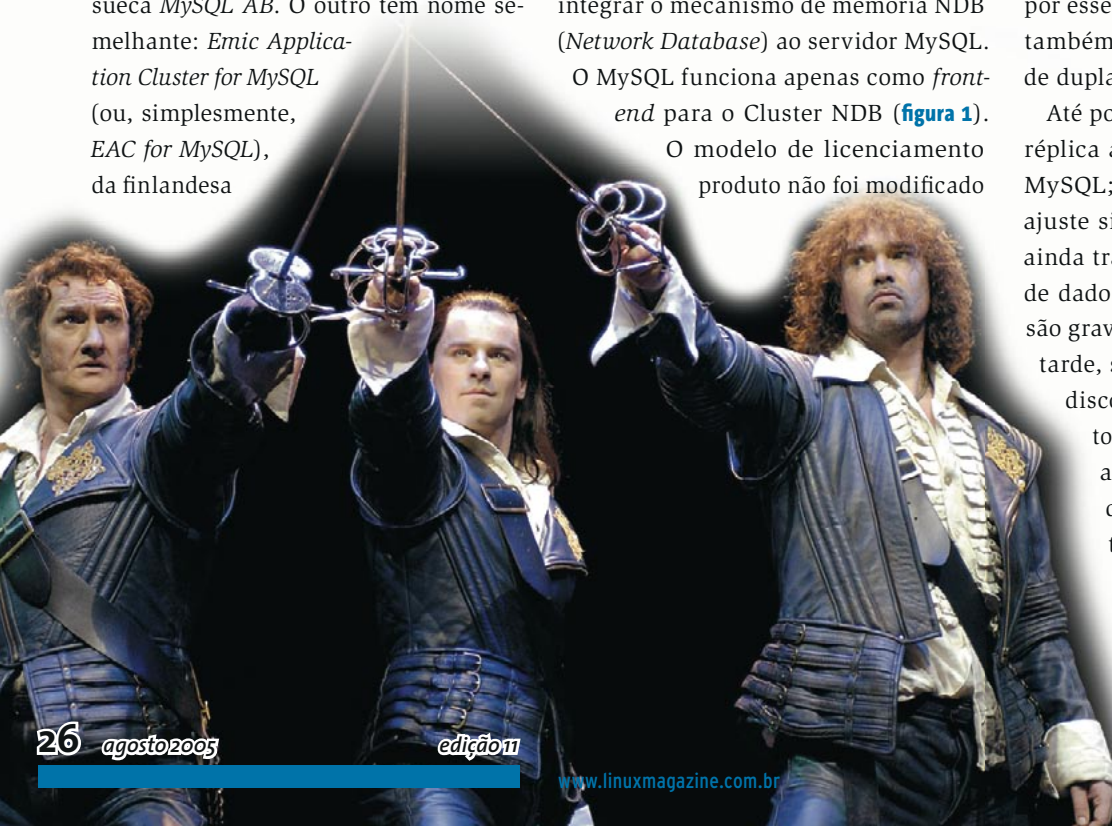 sueca MySQL AB. O outro tem nome se-
melhante: Emic Applica-
tion Cluster for MySQL
(ou, simplesmente,
EAC for MySQL),
da finlandesa
integrar o mecanismo de memória NDB
(Network Database) ao servidor MySQL.
O MySQL funciona apenas como front-
end para o Cluster NDB (figura 1).
O modelo de licenciamento
produto não foi modificado
por esse
também
de dupla
Até po
réplica a
MySQL;
ajuste si
ainda tra
de dado
são grav
tarde, s
disco
to
a
t
26 agosto 2005
edição 11
www.linuxmagazine.com.br